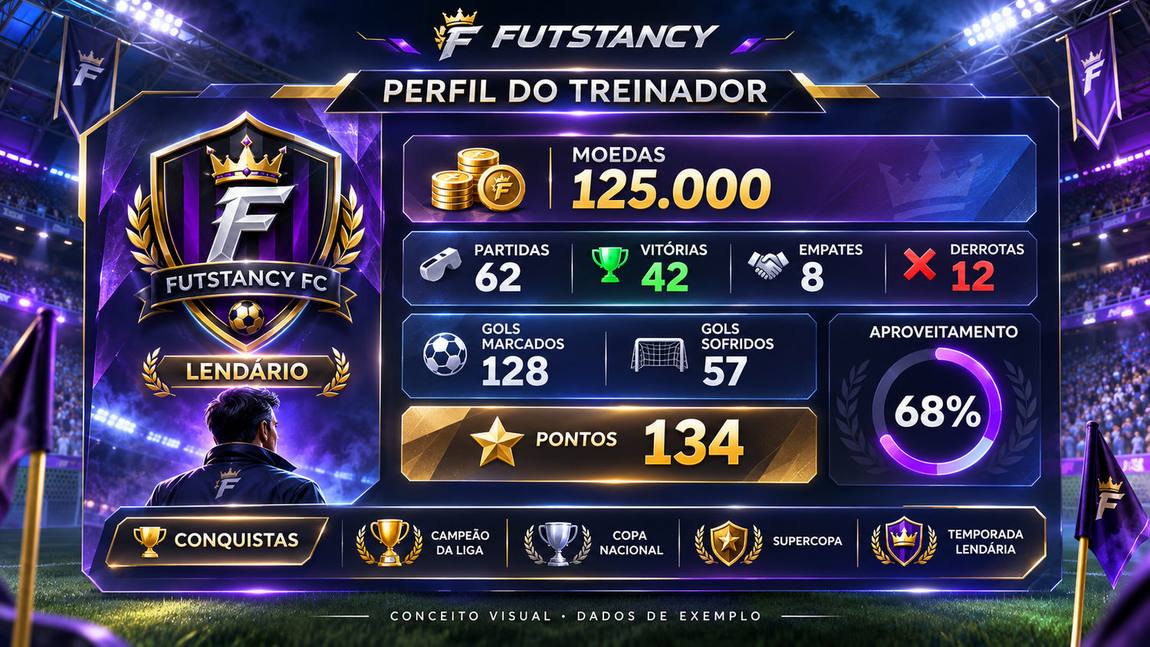 FUTSTANCY
PERFIL DO TREINADOR
F
FUTSTANCY FC
LENDÁRIO
MOEDAS
125.000
PARTIDAS
62
VITÓRIAS
42
EMPATES
8
DERROTAS
12
GOLS
MARCADOS
128
GOLS
SOFRIDOS
57
APROVEITAMENTO
68%
PONTOS 134
CONQUISTAS
CAMPEÃO
DA LIGA
COPA
NACIONAL
SUPERCOPA
TEMPORADA
LENDÁRIA
CONCEITO VISUAL • DADOS DE EXEMPLO